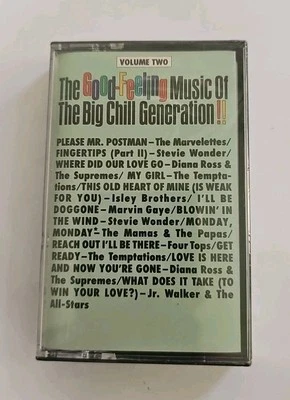 VOLUME TWO
The Good-Feeling Music Of
The Big Chill Generation!!
PLEASE MR. POSTMAN—The Marvelettes/
FINGERTIPS (Part II)—Stevie Wonder/
WHERE DID OUR LOVE GO—Diana Ross &
The Supremes/ MY GIRL—The Tempta-
tions/THIS OLD HEART OF MINE (IS WEAK
FOR YOU)—Isley Brothers/ I'LL BE
DOGGONE—Marvin Gaye/BLOWIN' IN
THE WIND—Stevie Wonder/MONDAY,
MONDAY—The Mamas & The Papas/
REACH OUT I'LL BE THERE—Four Tops/GET
READY—The Temptations/LOVE IS HERE
AND NOW YOU'RE GONE—Diana Ross &
The Supremes/WHAT DOES IT TAKE (TO
WIN YOUR LOVE?)—Jr. Walker & The
All-Stars